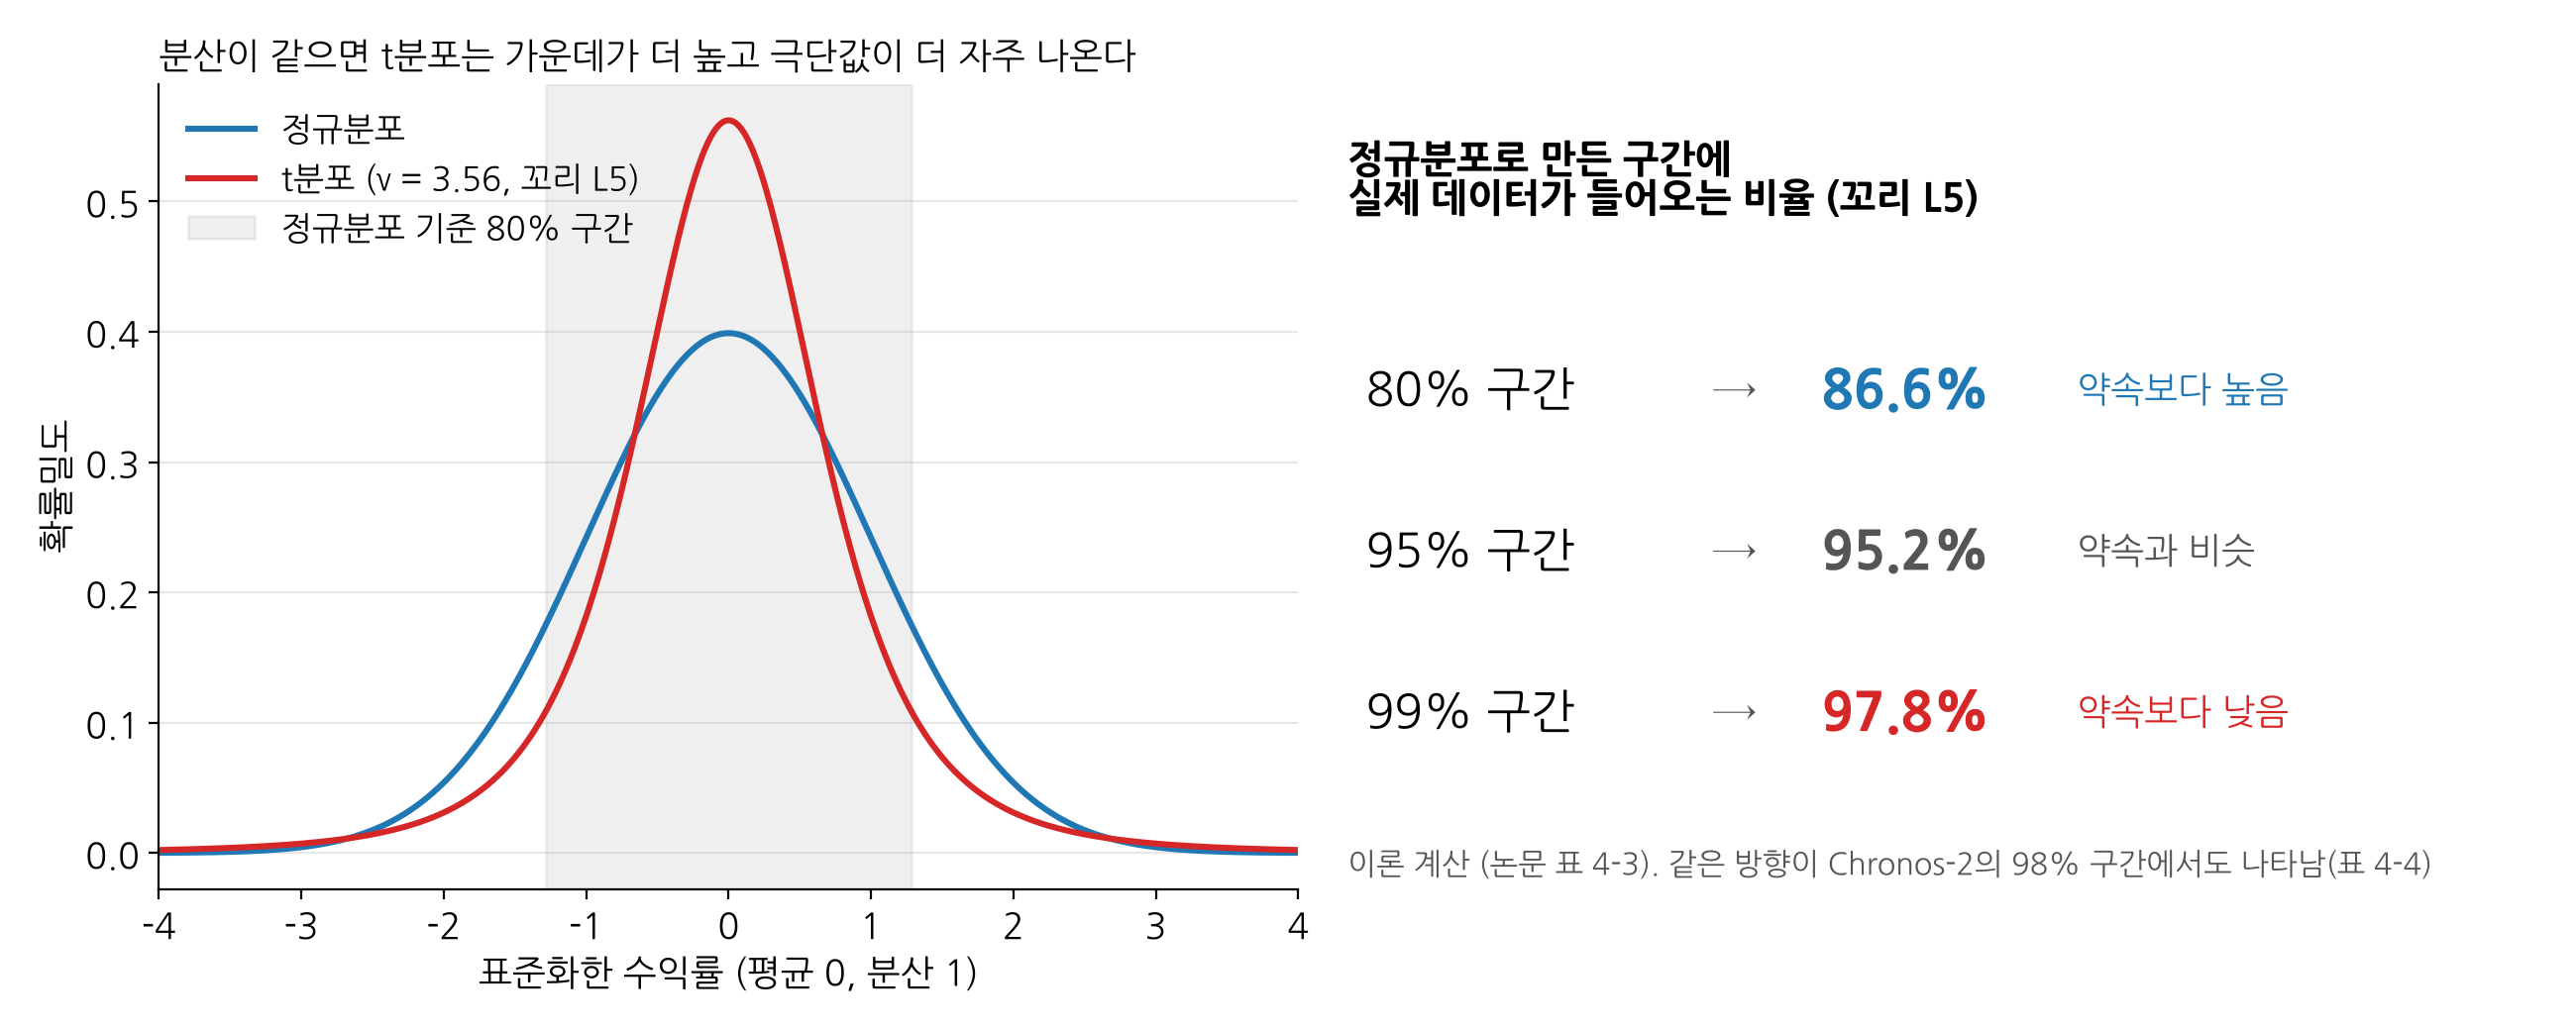 분산이 같으면 t분포는 가운데가 더 높고 극단값이 더 자주 나온다
정규분포
t분포 (ν = 3.56, 꼬리 L5)
정규분포 기준 80% 구간
확률밀도
0.5
0.4
0.3
0.2
0.1
0.0
-4 -3 -2 -1 0 1 2 3 4
표준화한 수익률 (평균 0, 분산 1)
정규분포로 만든 구간에
실제 데이터가 들어오는 비율 (꼬리 L5)
80% 구간 → 86.6% 약속보다 높음
95% 구간 → 95.2% 약속과 비슷
99% 구간 → 97.8% 약속보다 낮음
이론 계산 (논문 표 4-3). 같은 방향이 Chronos-2의 98% 구간에서도 나타남(표 4-4)